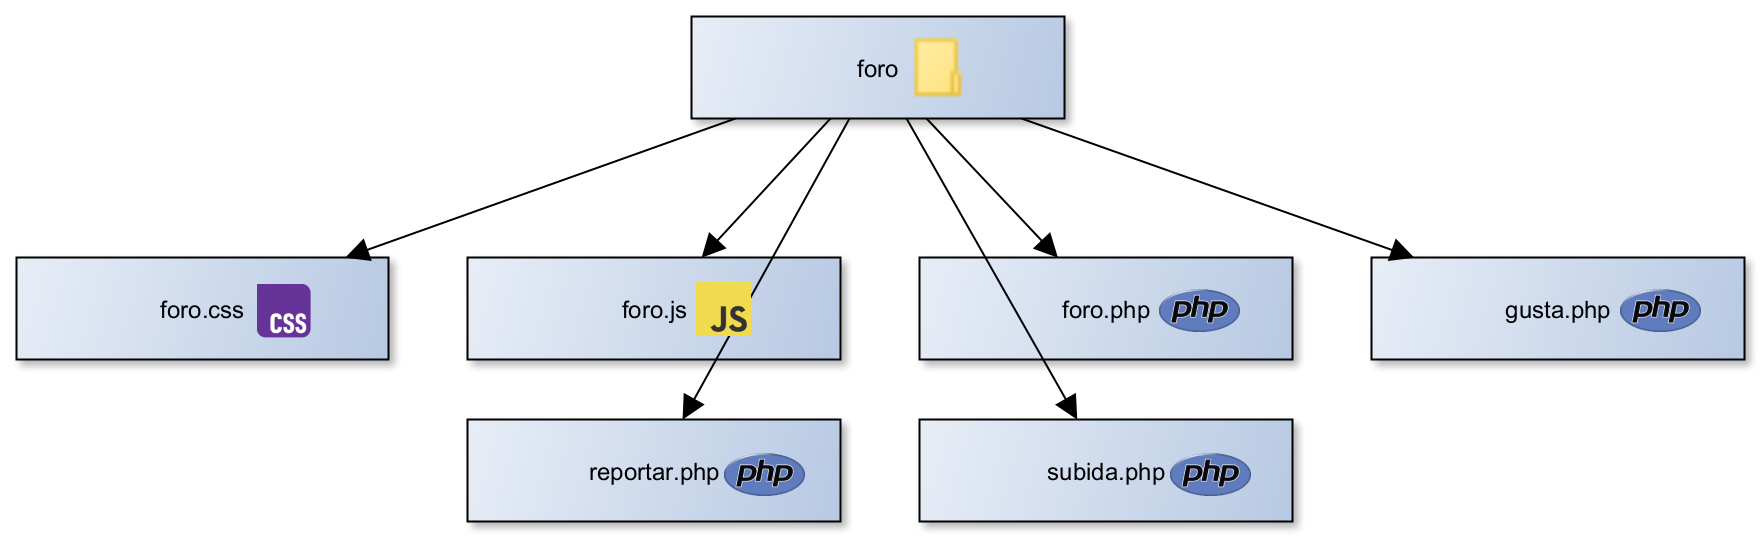 foro
foro.css CSS
foro.js JS
foro.php php
gusta.php php
reportar.php php
subida.php php